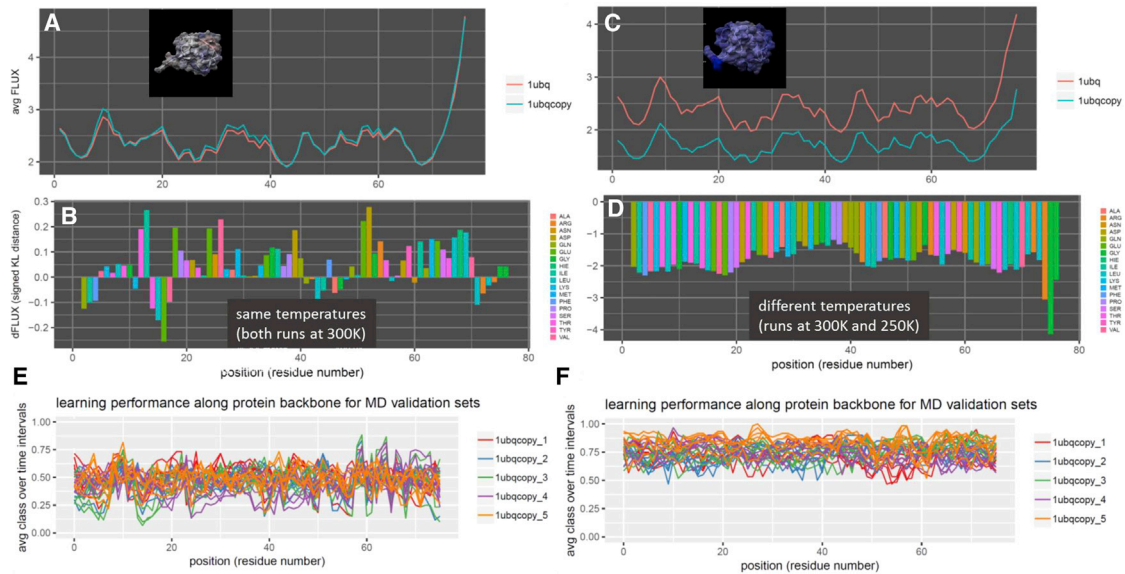 A
avg FLUX
4
3
2
0
20
40
60
80
1ubq
1ubqcopy
B
dFLUX (signed KL distance)
0.3
0.2
0.1
0.0
−0.1
−0.2
0
20
40
60
80
same temperatures
(both runs at 300K)
position (residue number)
ALA
ARG
ASN
ASP
GLN
GLU
GLY
HIE
ILE
LEU
LYS
MET
PHE
PRO
SER
THR
TYR
VAL
C
4
3
2
0
20
40
60
80
1ubq
1ubqcopy
D
0
−1
−2
−3
−4
0
20
40
60
80
different temperatures
(runs at 300K and 250K)
position (residue number)
ALA
ARG
ASN
ASP
GLN
GLU
GLY
HIE
ILE
LEU
LYS
MET
PHE
PRO
SER
THR
TYR
VAL
E
learning performance along protein backbone for MD validation sets
avg class over time intervals
1.00
0.75
0.50
0.25
0.00
0
20
40
60
position (residue number)
1ubqcopy_1
1ubqcopy_2
1ubqcopy_3
1ubqcopy_4
1ubqcopy_5
F
learning performance along protein backbone for MD validation sets
avg class over time intervals
1.00
0.75
0.50
0.25
0.00
0
20
40
60
position (residue number)
1ubqcopy_1
1ubqcopy_2
1ubqcopy_3
1ubqcopy_4
1ubqcopy_5